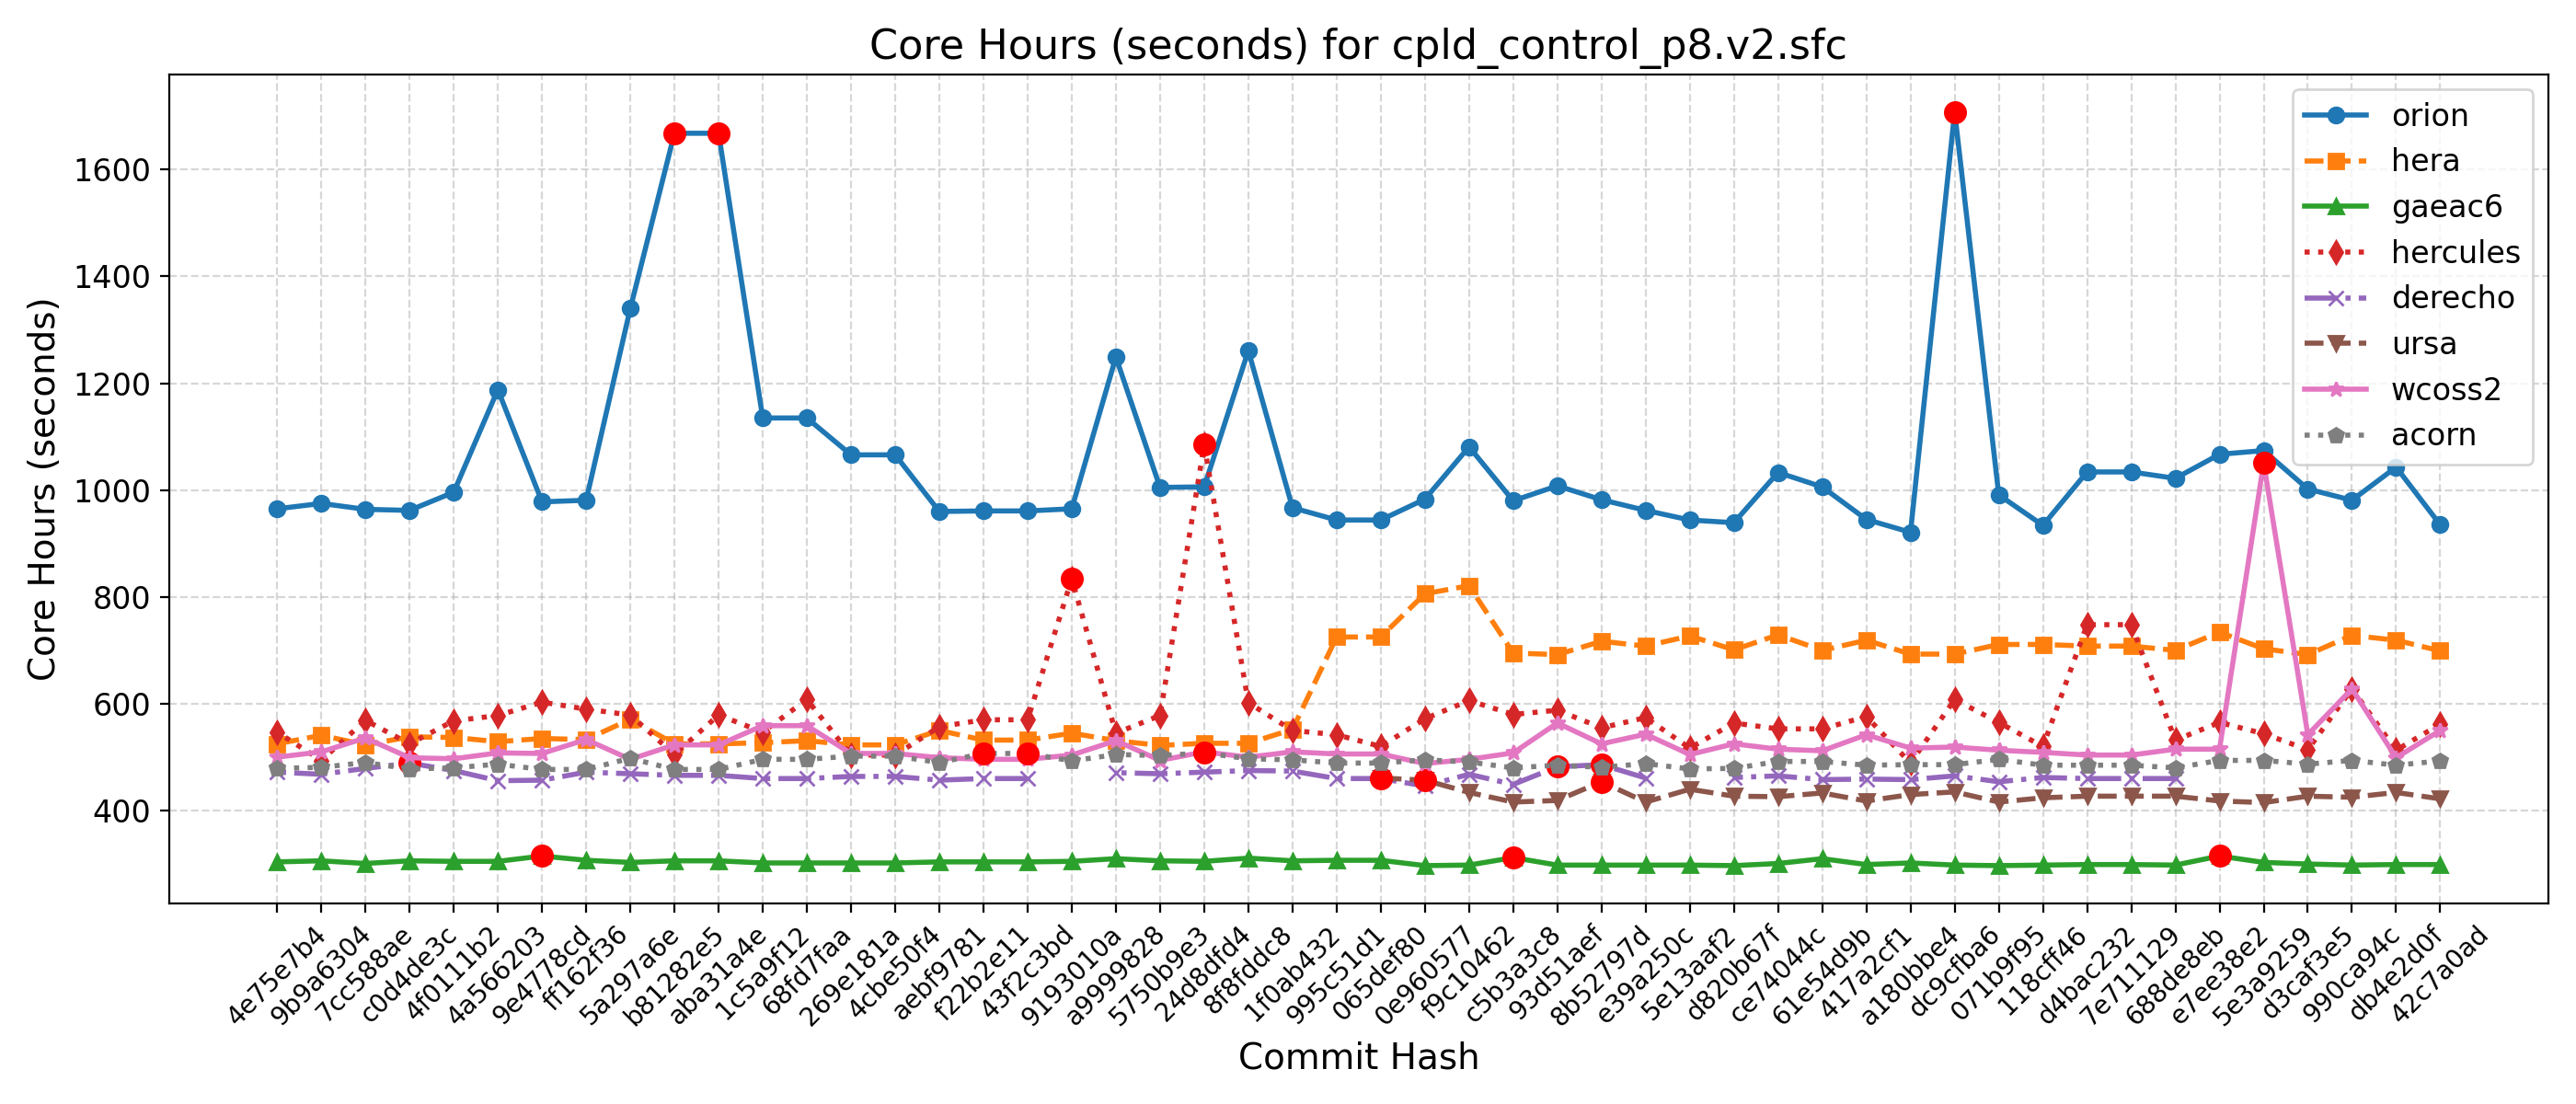 Core Hours (seconds) for cpld_control_p8.v2.sfc
Core Hours (seconds)
1600
1400
1200
1000
800
600
400
orion
hera
gaeac6
hercules
derecho
ursa
wcoss2
acorn
4e75e7b4
9b9a6304
7cc588ae
c0d4de3c
4f0111b2
4a566203
9e4778cd
ff162f36
5a297a6e
b81282e5
aba31a4e
1c5a9f12
68fd7faa
269e181a
4cbe50f4
aebf9781
f22b2e11
43f2c3bd
9193010a
a9999828
5750b9e3
24d8dfd4
8f8fddc8
1f0ab432
995c51d1
065def80
0e960577
f9c10462
c5b3a3c8
93d51aef
8b52797d
e39a250c
5e13aaf2
d820b67f
ce74044c
61e54d9b
417a2cf1
a180bbe4
dc9cfba6
071b9f95
118cff46
d4bac232
7e711129
688de8eb
e7ee38e2
5e3a9259
d3caf3e5
990ca94c
db4e2d0f
42c7a0ad
Commit Hash